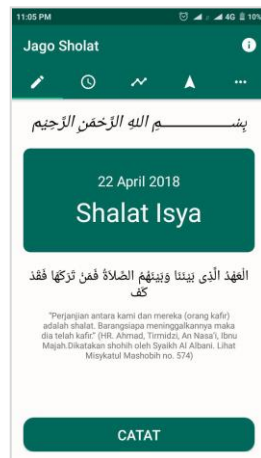 11:05 PM 4G 10%
Jago Sholat
بِسْــــــــمِ اللهِ الرَّحْمَنِ الرَّحِيْمِ
22 April 2018
Shalat Isya
الْعَهْدُ الَّذِى بَيْنَنَا وَبَيْنَهُمُ الصَّلاَةُ فَمَنْ تَرَكَهَا فَقَدْ
كَفَ
"Perjanjian antara kami dan mereka (orang kafir)
adalah shalat. Barangsiapa meninggalkannya maka
dia telah kafir." (HR. Ahmad, Tirmidzi, An Nasa'i, Ibnu
Majah.Dikatakan shohih oleh Syaikh Al Albani. Lihat
Misykatul Mashobih no. 574)
CATAT